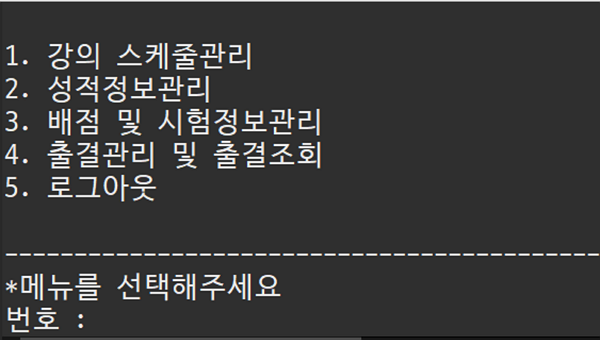 1. 강의 스케줄관리
2. 성적정보관리
3. 배점 및 시험정보관리
4. 출결관리 및 출결조회
5. 로그아웃
-------------------------------------------
*메뉴를 선택해주세요
번호 :